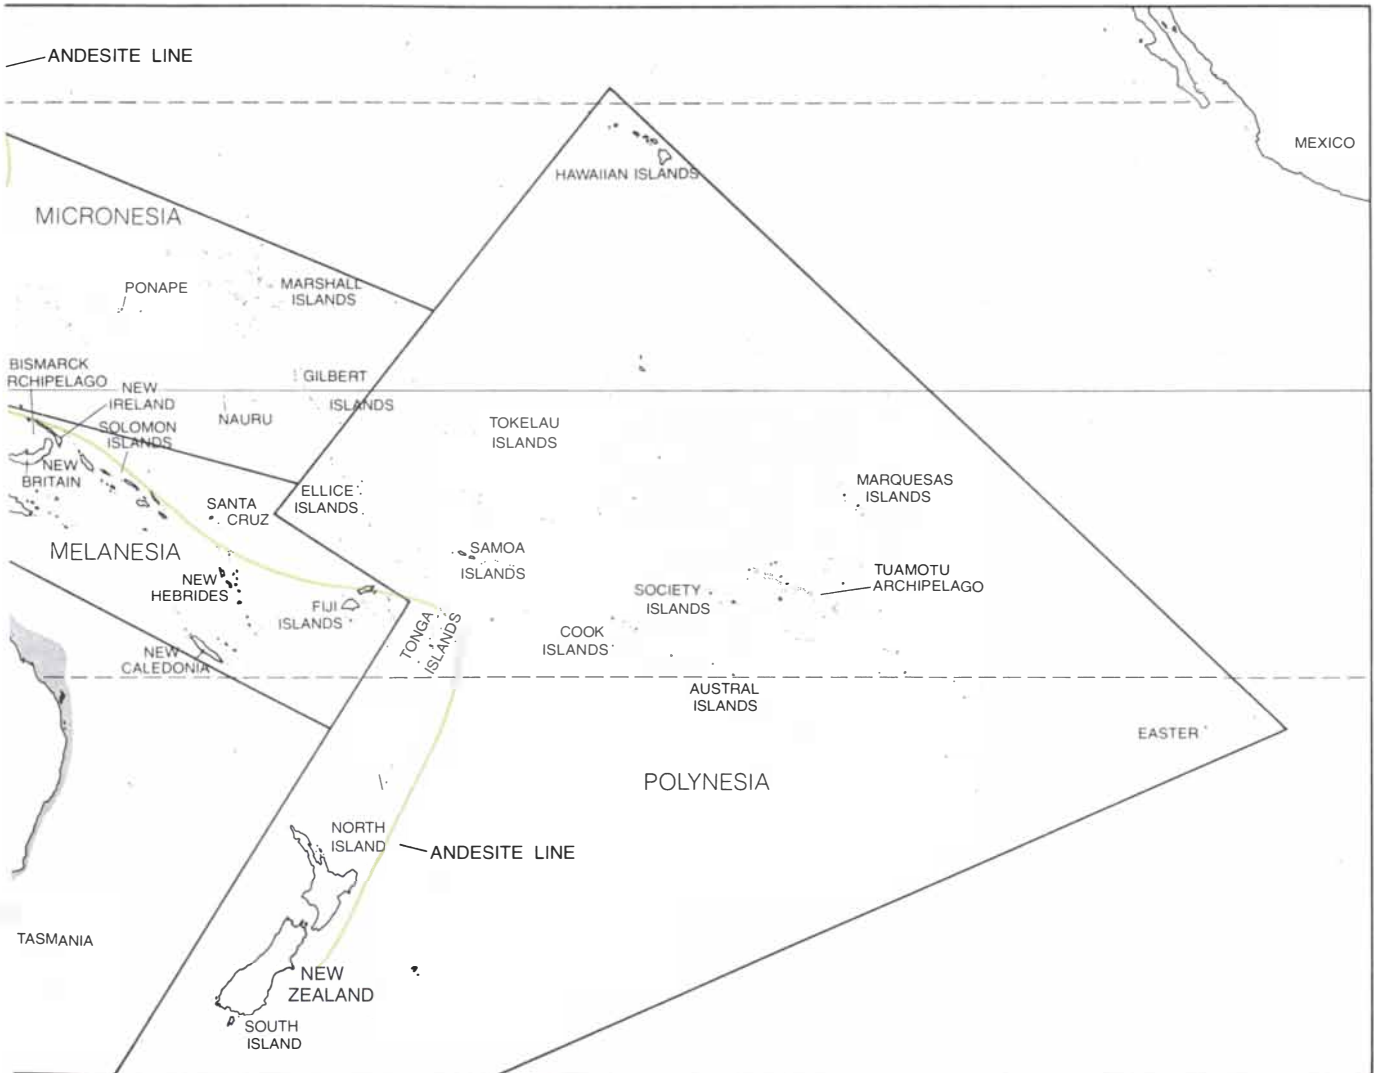 ANDESITE LINE
MEXICO
HAWAIIAN ISLANDS
MICRONESIA
PONAPE
MARSHALL
ISLANDS
BISMARCK
RCHIPELAGO
NEW
IRELAND
GILBERT
ISLANDS
NAURU
SOLOMON
ISLANDS
TOKELAU
ISLANDS
NEW
BRITAIN
ELLICE
ISLANDS
MARQUESAS
ISLANDS
SANTA
CRUZ
MELANESIA
SAMOA
ISLANDS
NEW
HEBRIDES
TUAMOTU
ARCHIPELAGO
SOCIETY
ISLANDS
FIJI
ISLANDS
TONGA
ISLANDS
COOK
ISLANDS
NEW
CALEDONIA
AUSTRAL
ISLANDS
EASTER
POLYNESIA
NORTH
ISLAND
ANDESITE LINE
TASMANIA
NEW
ZEALAND
SOUTH
ISLAND